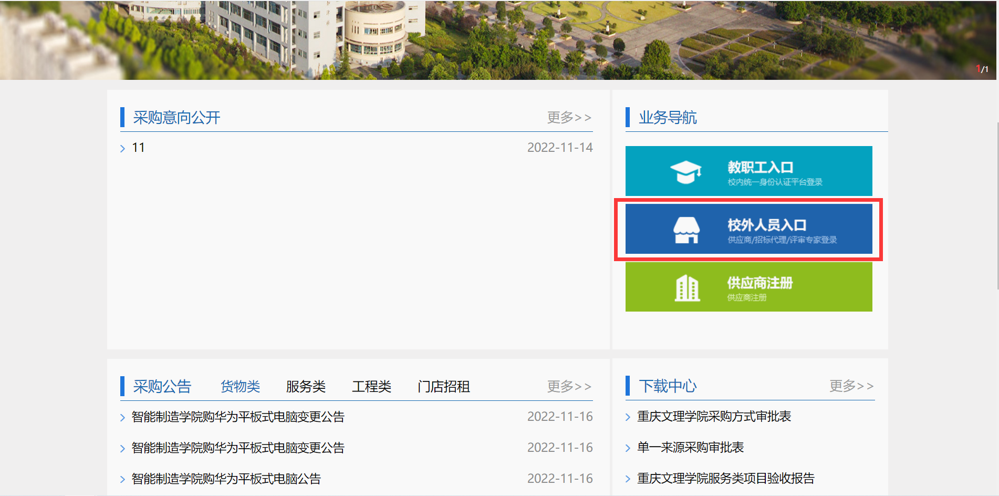 1/1
采购意向公开 更多>>
11 2022-11-14
业务导航
教职工入口
校内统一身份认证平台登录
校外人员入口
供应商/招标代理/评审专家登录
供应商注册
供应商注册
采购公告 货物类 服务类 工程类 门店招租 更多>>
智能制造学院购华为平板式电脑变更公告 2022-11-16
智能制造学院购华为平板式电脑变更公告 2022-11-16
智能制造学院购华为平板式电脑公告 2022-11-16
下载中心 更多>>
重庆文理学院采购方式审批表
单一来源采购审批表
重庆文理学院服务类项目验收报告